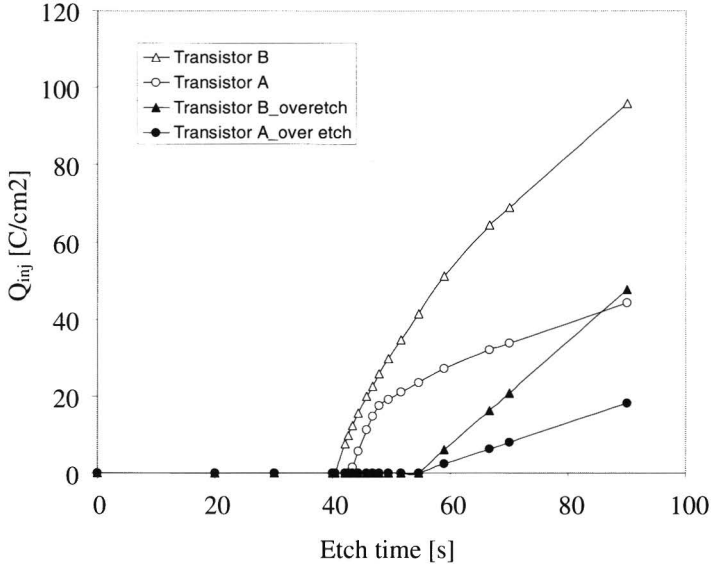 120
100
80
60
40
20
0
Q_inj [C/cm2]
Transistor B
Transistor A
Transistor B_overetch
Transistor A_over etch
0 20 40 60 80 100
Etch time [s]